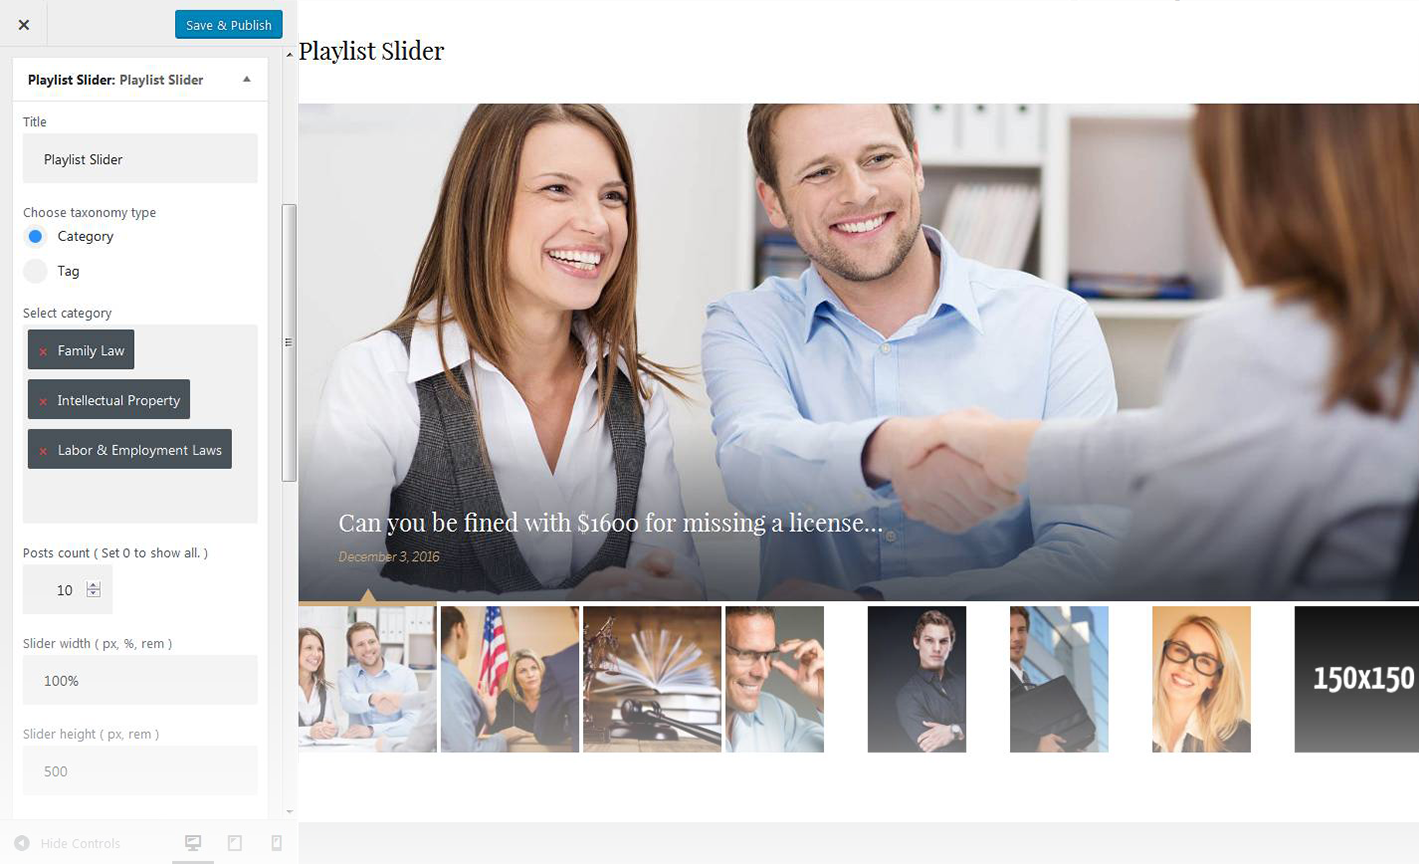 Save & Publish
Playlist Slider: Playlist Slider
Title
Playlist Slider
Choose taxonomy type
Category
Tag
Select category
× Family Law
× Intellectual Property
× Labor & Employment Laws
Posts count ( Set 0 to show all. )
10
Slider width ( px, %, rem )
100%
Slider height ( px, rem )
500
Hide Controls
Playlist Slider
Can you be fined with $1600 for missing a license...
December 3, 2016
150x150